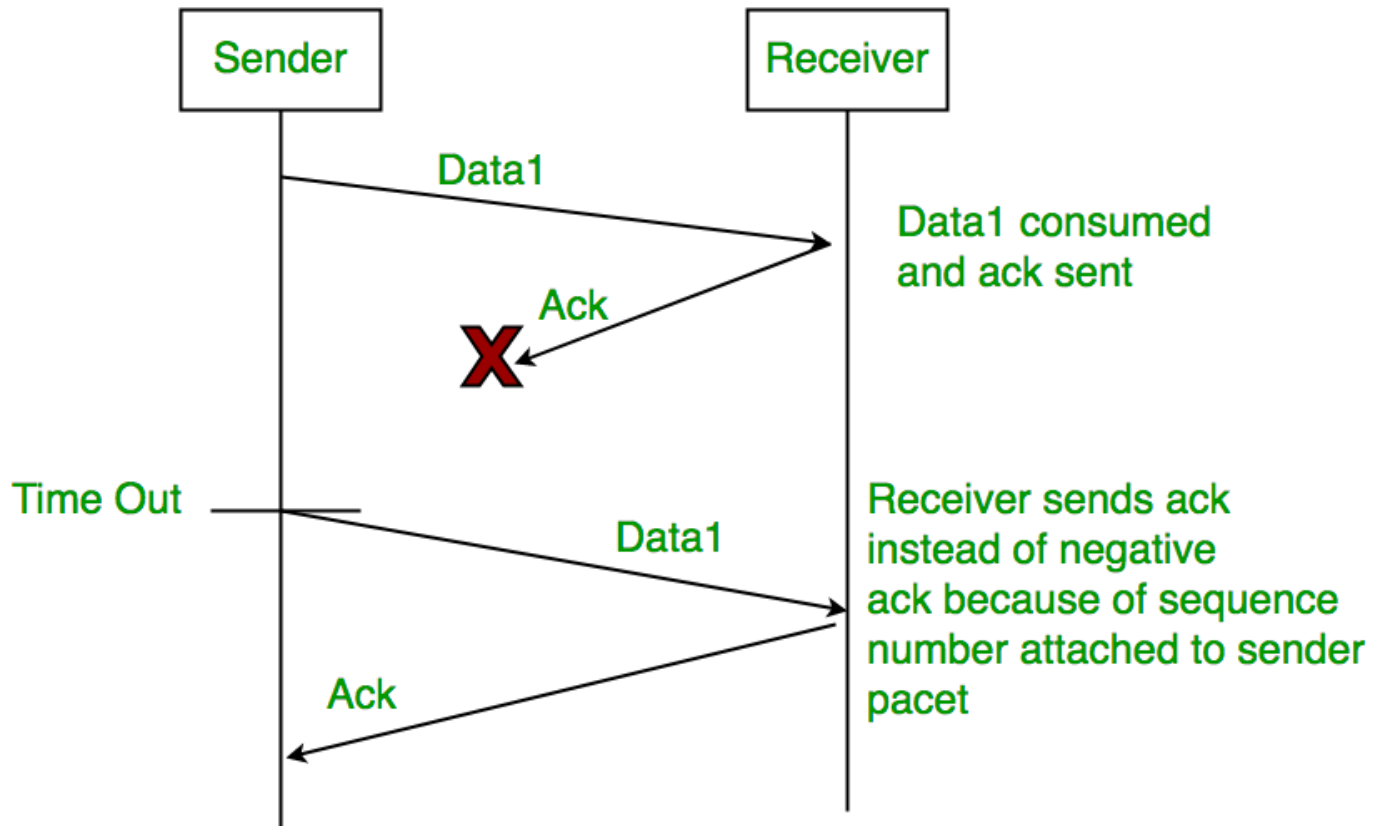 Sender
Receiver
Data1
Data1 consumed
and ack sent
Ack
X
Time Out
Data1
Receiver sends ack
instead of negative
ack because of sequence
number attached to sender
pacet
Ack